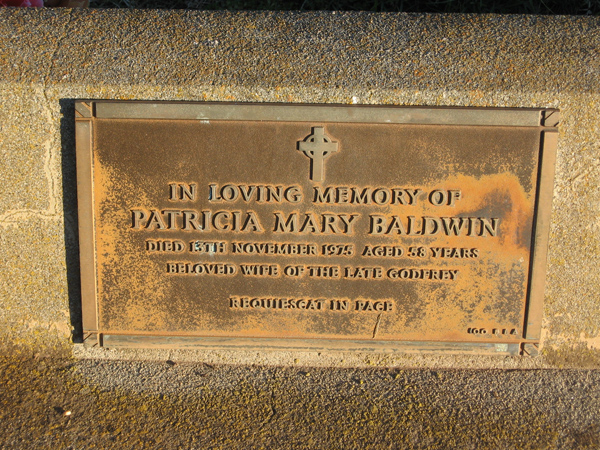 IN LOVING MEMORY OF
PATRICIA MARY BALDWIN
DIED 13TH NOVEMBER 1975 AGED 58 YEARS
BELOVED WIFE OF THE LATE GODFREY
REQUIESCAT IN PACE